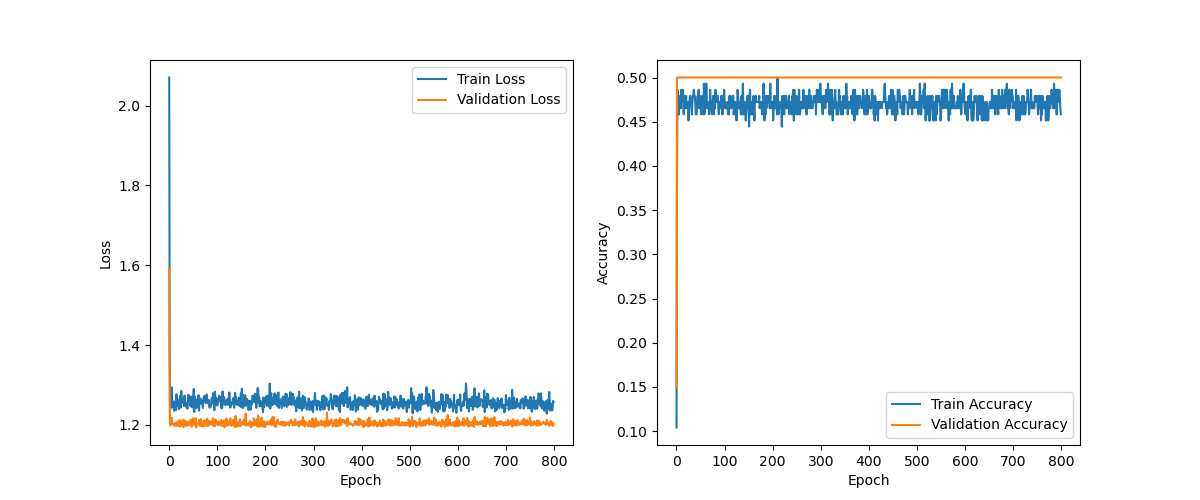 Train Loss
Validation Loss
2.0
1.8
1.6
1.4
1.2
Loss
0 100 200 300 400 500 600 700 800
Epoch
0.50
0.45
0.40
0.35
0.30
0.25
0.20
0.15
0.10
Accuracy
Train Accuracy
Validation Accuracy
0 100 200 300 400 500 600 700 800
Epoch